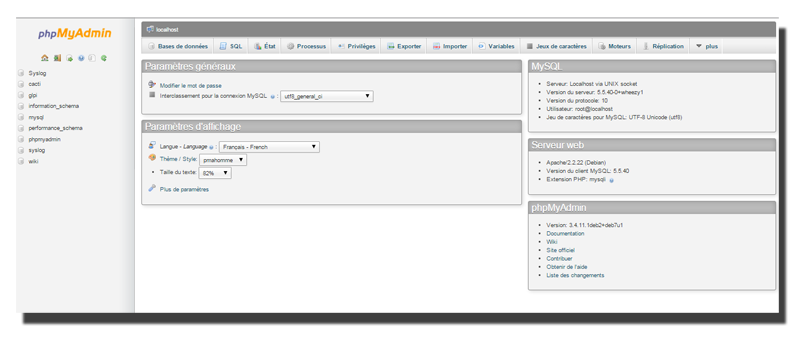 phpMyAdmin
Syslog
cacti
glpi
information_schema
mysql
performance_schema
phpmyadmin
syslog
wiki
localhost
Bases de données SQL État Processus Privilèges Exporter Importer Variables Jeux de caractères Moteurs Réplication plus
Paramètres généraux
Modifier le mot de passe
Interclassement pour la connexion MySQL : utf8_general_ci
Paramètres d'affichage
Langue - Language : Français - French
Thème / Style: pmahomme
Taille du texte: 82%
Plus de paramètres
MySQL
Serveur: Localhost via UNIX socket
Version du serveur: 5.5.40-0+wheezy1
Version du protocole: 10
Utilisateur: root@localhost
Jeu de caractères pour MySQL: UTF-8 Unicode (utf8)
Serveur web
Apache/2.2.22 (Debian)
Version du client MySQL: 5.5.40
Extension PHP: mysqli
phpMyAdmin
Version: 3.4.11.1deb2+deb7u1
Documentation
Wiki
Site officiel
Contribuer
Obtenir de l'aide
Liste des changements